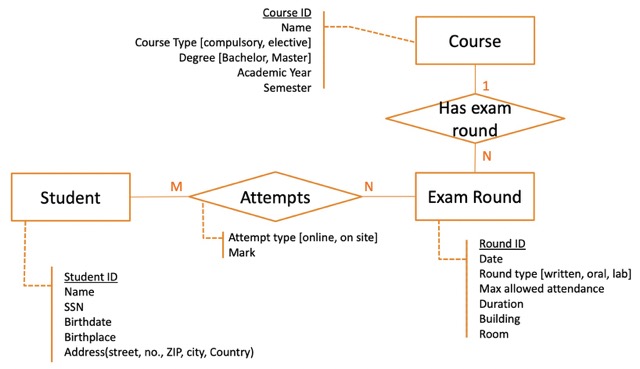 Course ID
Name
Course Type [compulsory, elective]
Degree [Bachelor, Master]
Academic Year
Semester
Course
1
Has exam
round
N
Student
M
Attempts
N
Exam Round
Attempt type [online, on site]
Mark
Round ID
Date
Round type [written, oral, lab]
Max allowed attendance
Duration
Building
Room
Student ID
Name
SSN
Birthdate
Birthplace
Address(street, no., ZIP, city, Country)